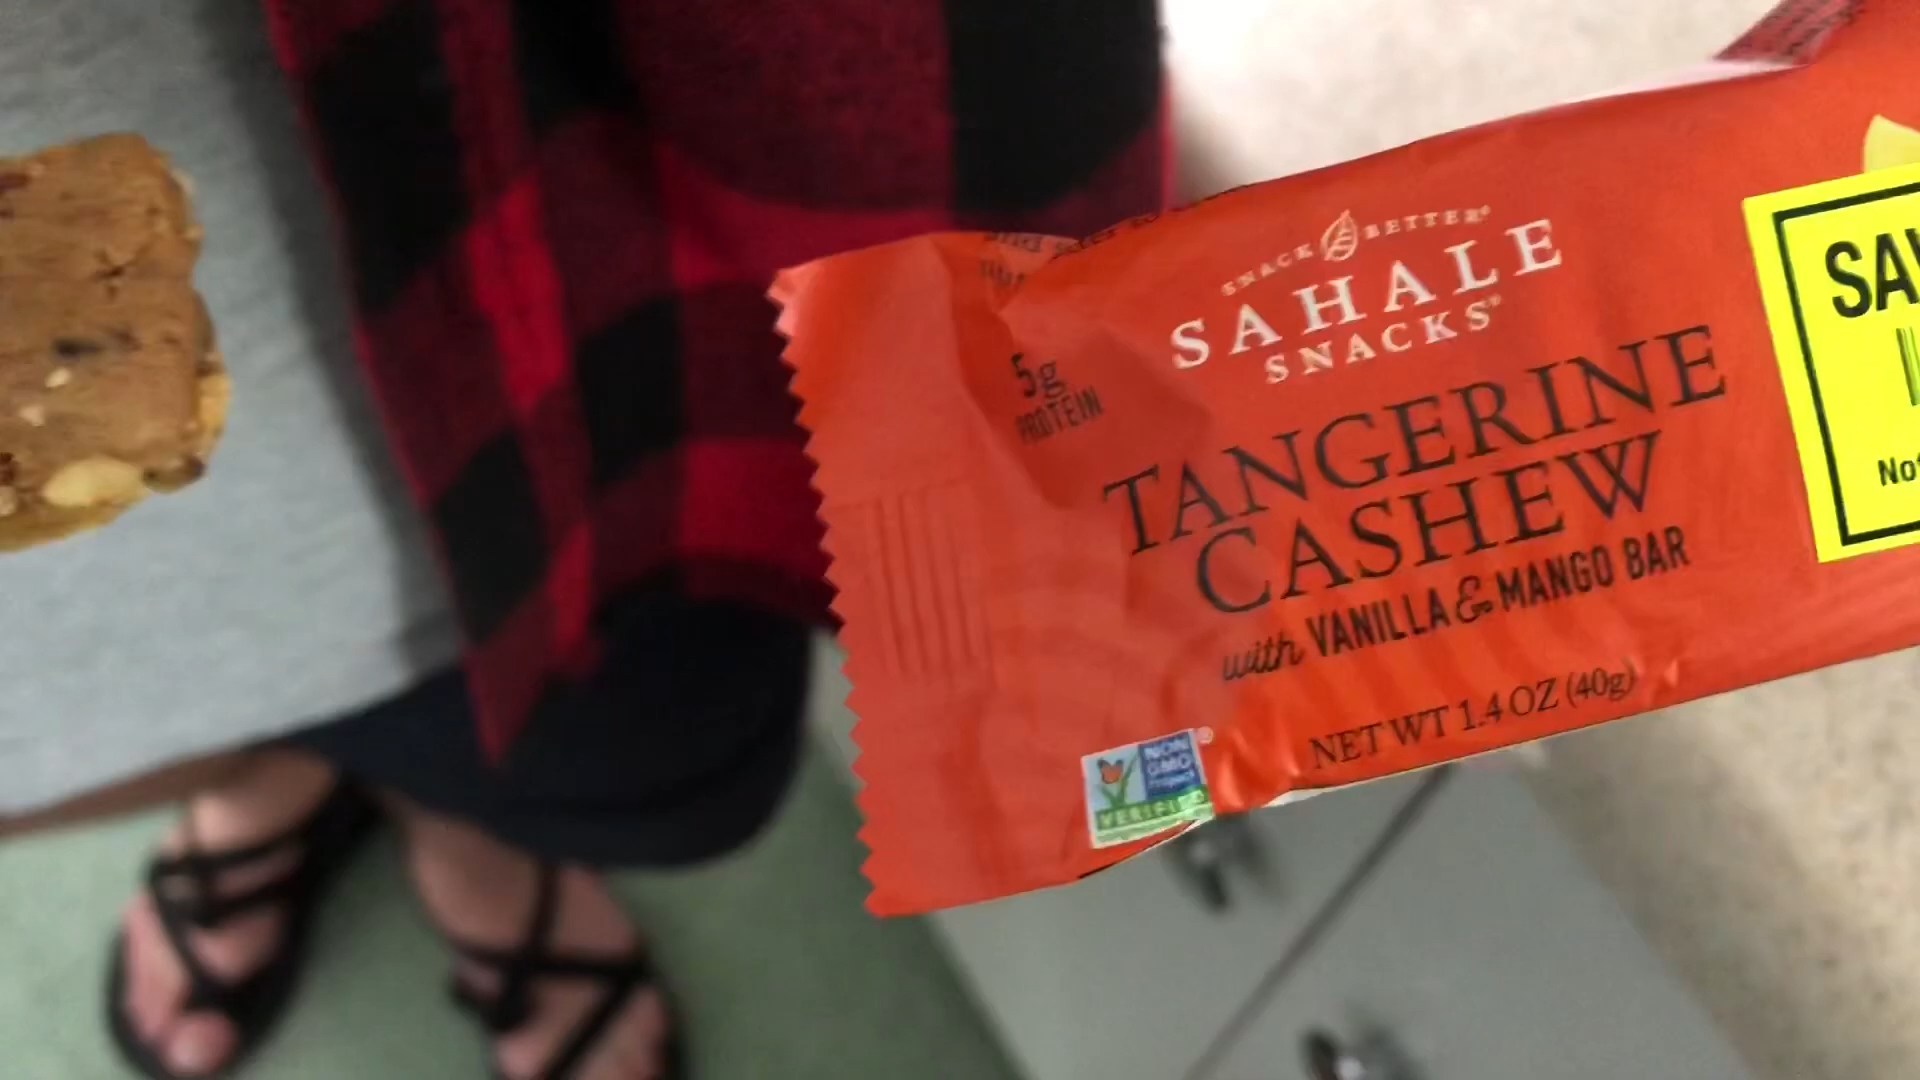 SNACK BETTER®
SAHALE
SNACKS®
5g
PROTEIN
TANGERINE
CASHEW
with VANILLA & MANGO BAR
NET WT 1.4 OZ (40g)
NON
GMO
VERIFIED